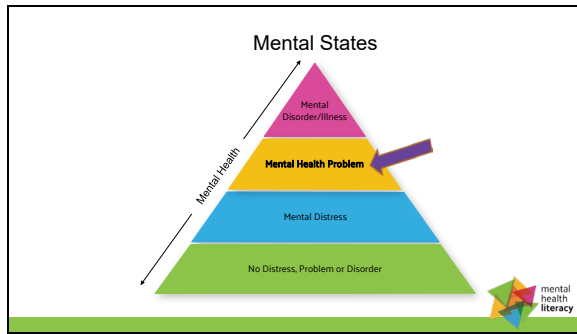 Mental States
Mental
Disorder/Illness
Mental Health Problem
Mental Distress
No Distress, Problem or Disorder
Mental Health
mental
health
literacy